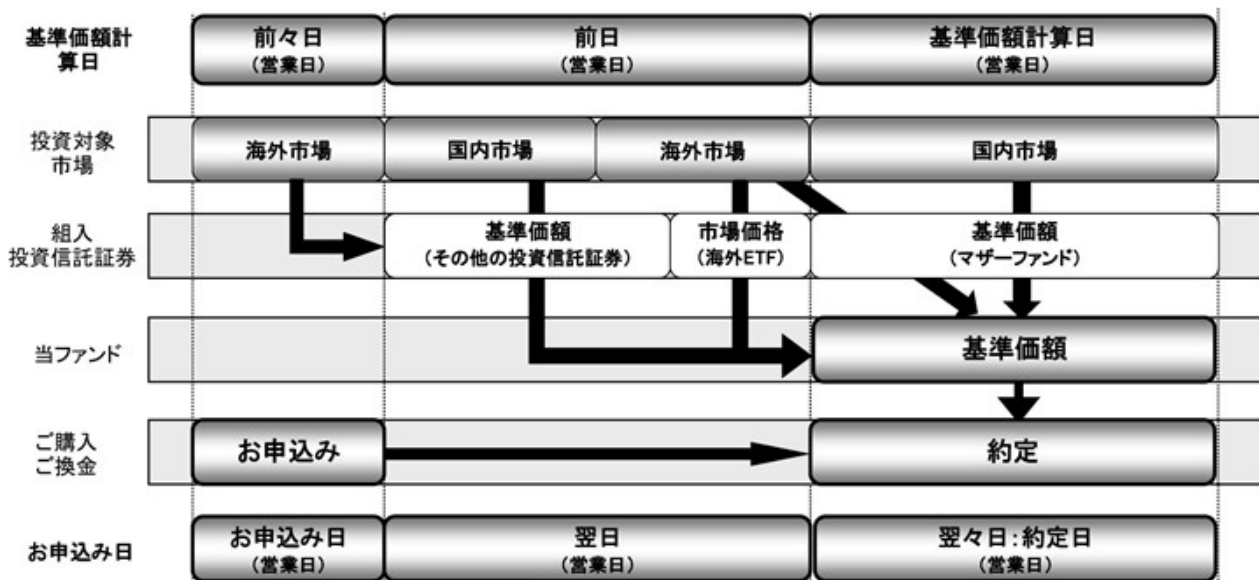 基準価額計
算日
前々日
(営業日)
前日
(営業日)
基準価額計算日
(営業日)
投資対象
市場
海外市場
国内市場
海外市場
国内市場
組入
投資信託証券
基準価額
(その他の投資信託証券)
市場価格
(海外ETF)
基準価額
(マザーファンド)
当ファンド
基準価額
ご購入
ご換金
お申込み
約定
お申込み日
お申込み日
(営業日)
翌日
(営業日)
翌々日:約定日
(営業日)